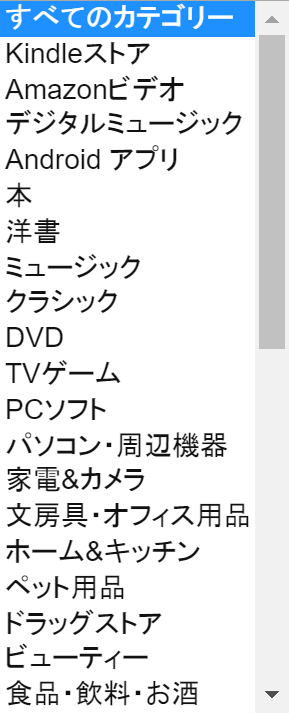 すべてのカテゴリー
Kindleストア
Amazonビデオ
デジタルミュージック
Android アプリ
本
洋書
ミュージック
クラシック
DVD
TVゲーム
PCソフト
パソコン・周辺機器
家電&カメラ
文房具・オフィス用品
ホーム&キッチン
ペット用品
ドラッグストア
ビューティー
食品・飲料・お酒